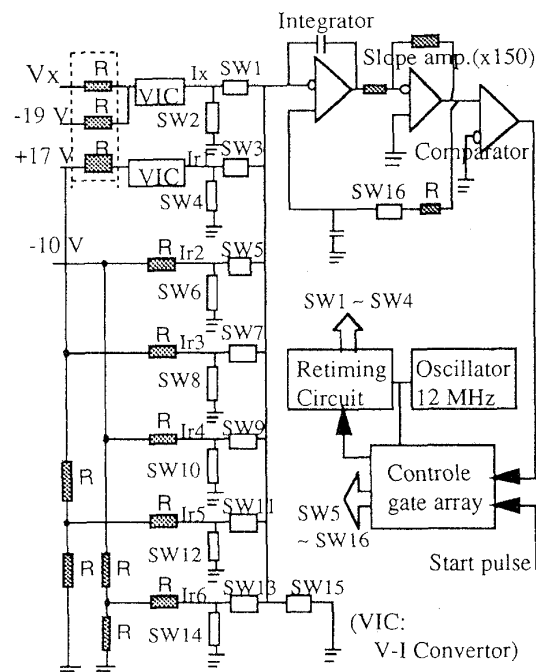 Integrator
Slope amp.(x150)
Vx
R
VIC
Ix
SW1
-19 V
R
SW2
+17 V
R
VIC
Ir1
SW3
Comparator
SW4
SW16
R
-10 V
R
Ir2
SW5
SW6
SW1 ~ SW4
R
Ir3
SW7
SW8
Retiming
Circuit
Oscillator
12 MHz
R
Ir4
SW9
SW10
R
Controle
gate array
R
Ir5
SW11
SW5
~ SW16
SW12
Start pulse
R
R
R
Ir6
SW13
SW15
SW14
R
(VIC:
V-I Convertor)